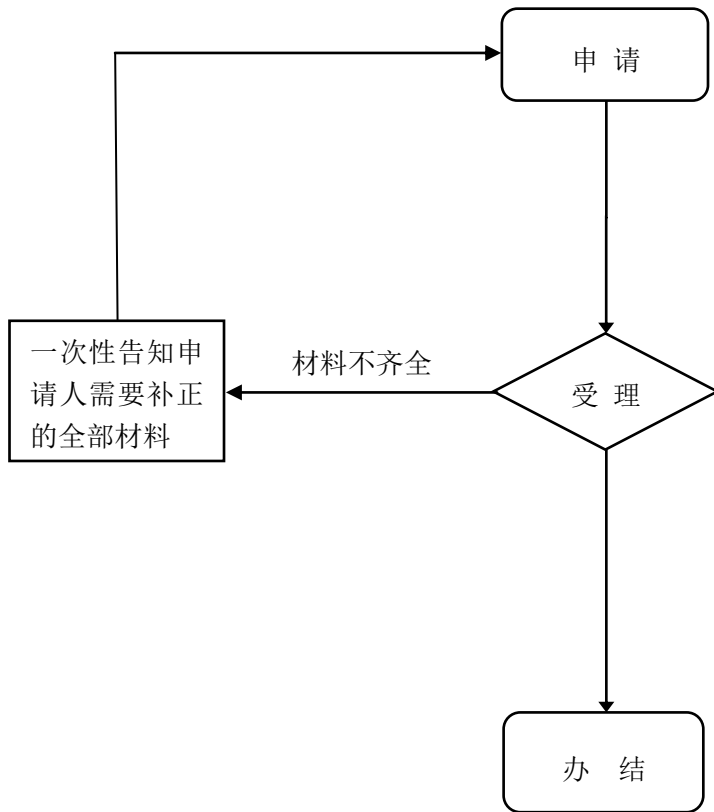 申 请
材料不齐全
一次性告知申
请人需要补正
的全部材料
受 理
办 结